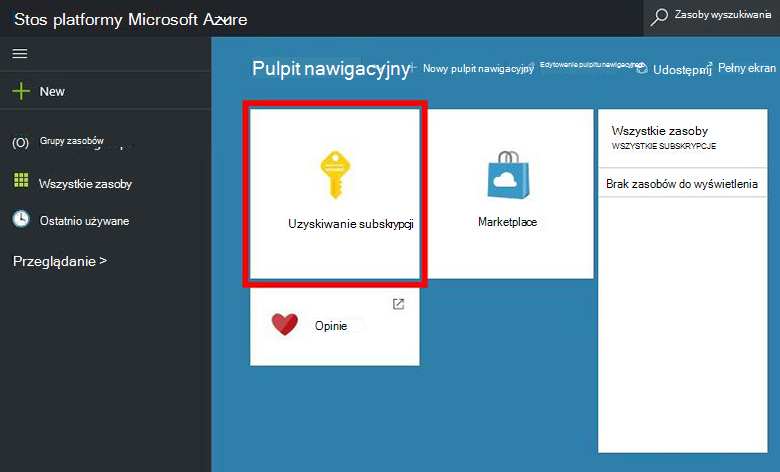 Stos platformy Microsoft Azure
Zasoby wyszukiwania
New
Grupy zasobów
Wszystkie zasoby
Ostnio używane
Przeglądanie >
Pulpit nawigacyjny
Nowy pulpit nawigacyjny
Edytowanie pulpitu nawigacyjnego
Udostępnij
Pełny ekran
Uzyskiwanie subskrypcji
Marketplace
Wszystkie zasoby
WSZYSTKIE SUBSKRYPCJE
Brak zasobów do wyświetlenia
Opinie